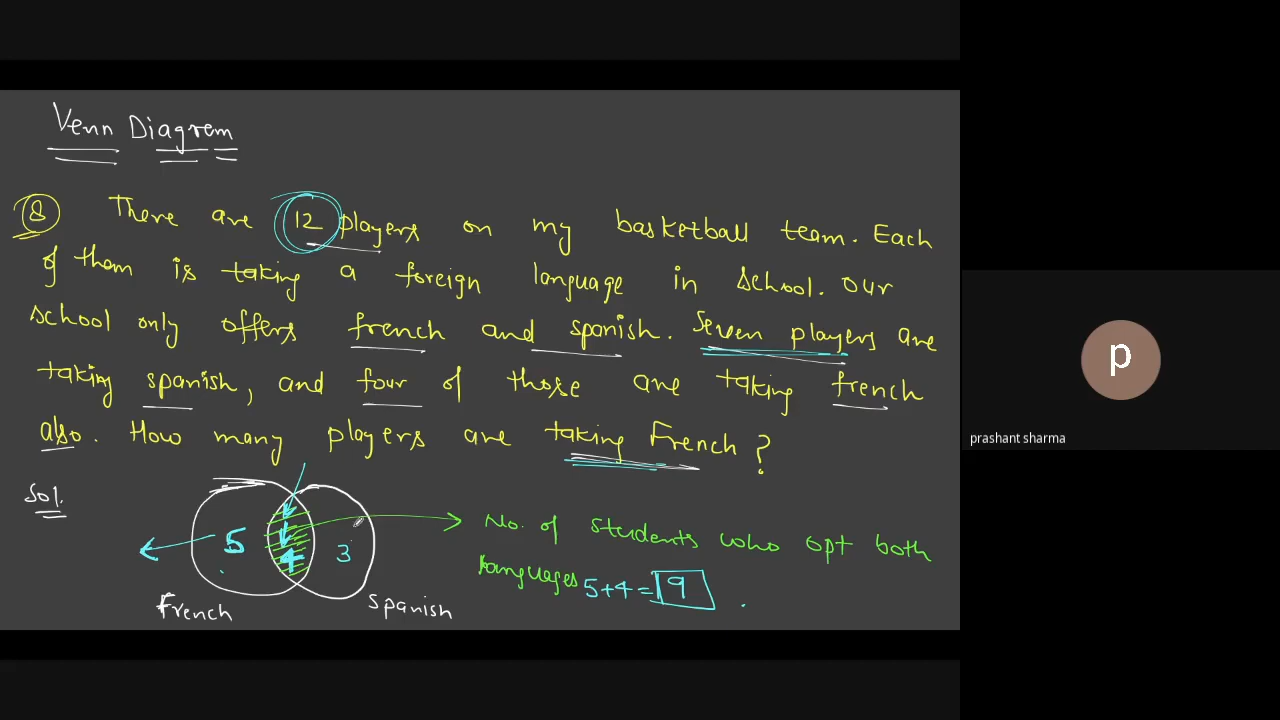 Venn Diagram
8 There are 12 players on my basketball team. Each
of them is taking a foreign language in school. our
school only offers french and spanish. Seven players are
taking spanish, and four of those are taking french
also. How many players are taking French?
Sol.
5 4 3
No. of students who opt both
languages 5+4=9
French Spanish
p
prashant sharma